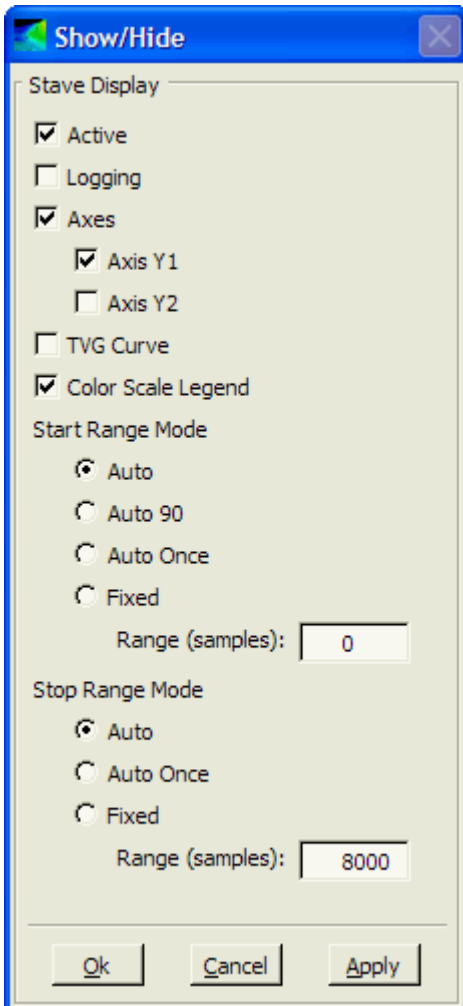 Show/Hide
Stave Display
Active
Logging
Axes
Axis Y1
Axis Y2
TVG Curve
Color Scale Legend
Start Range Mode
Auto
Auto 90
Auto Once
Fixed
Range (samples): 0
Stop Range Mode
Auto
Auto Once
Fixed
Range (samples): 8000
Ok Cancel Apply